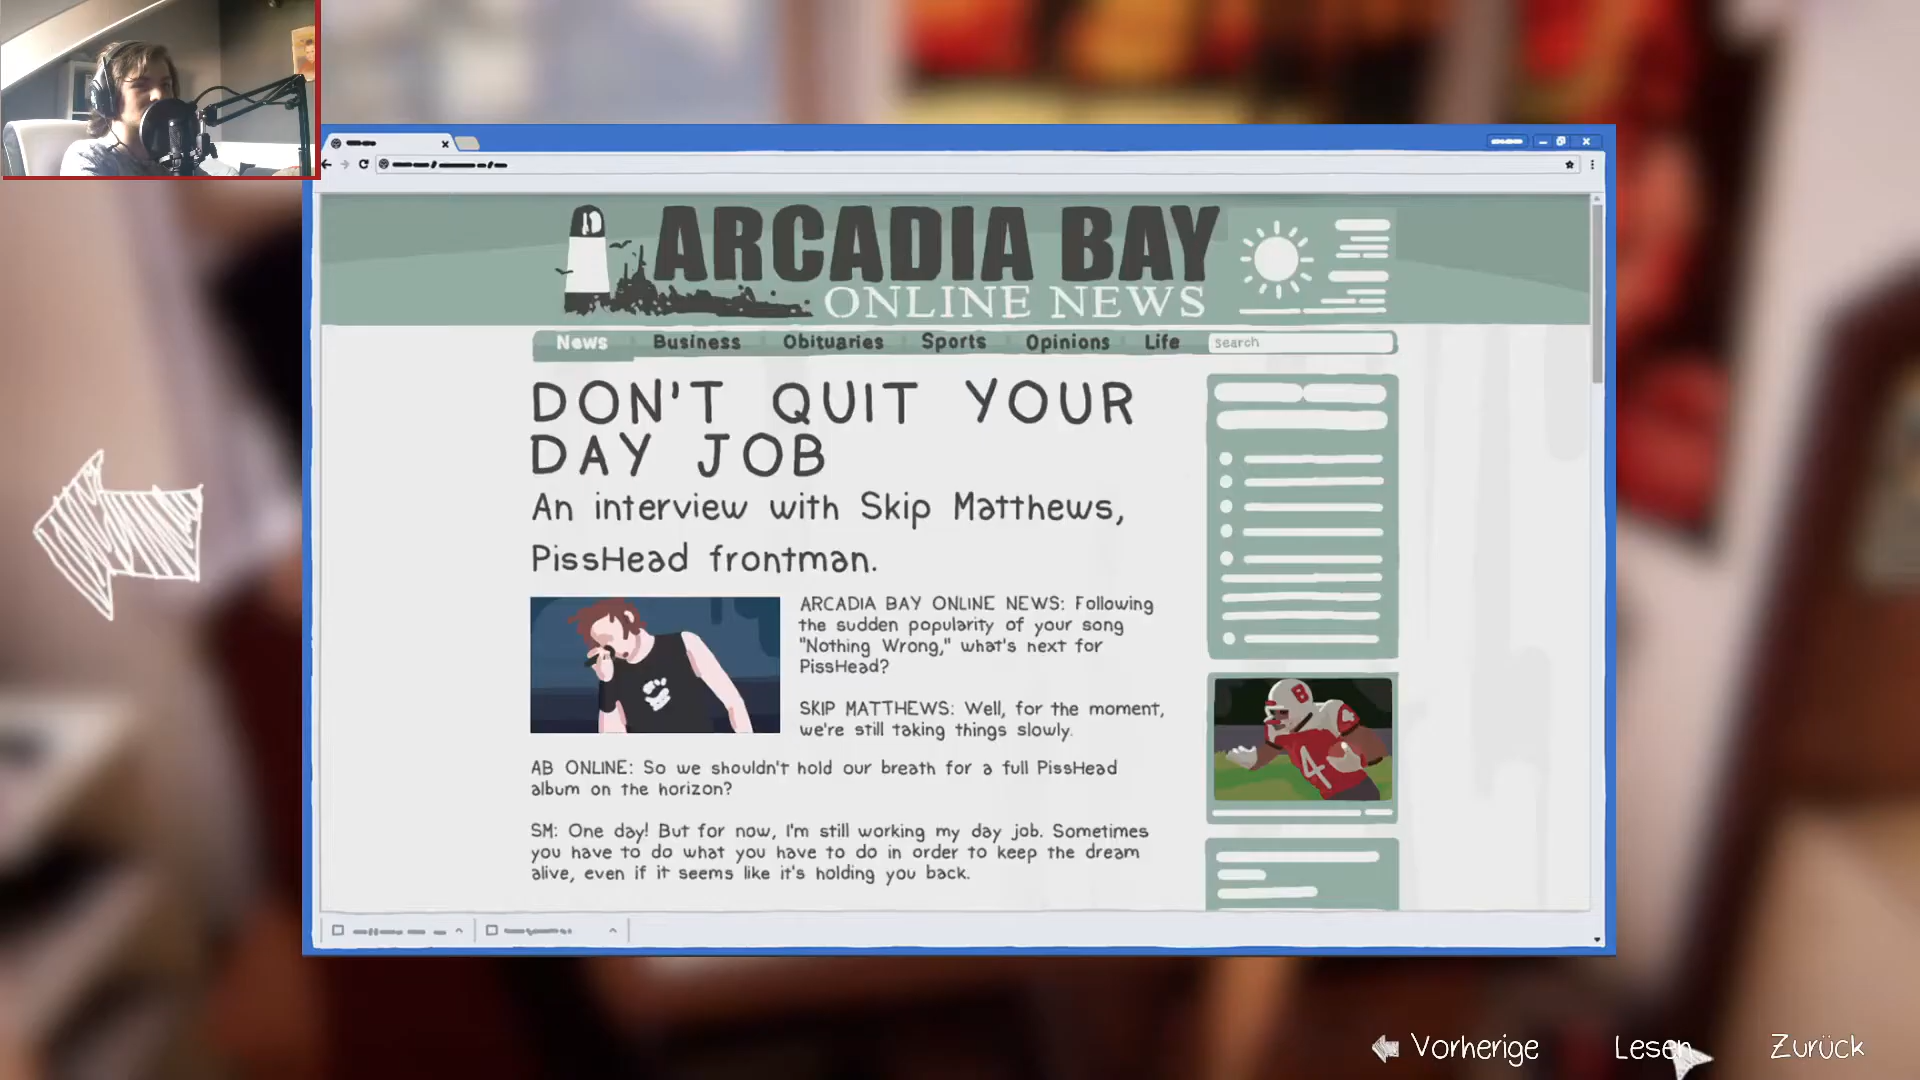 ARCADIA BAY
ONLINE NEWS
News Business Obituaries Sports Opinions Life search
DON'T QUIT YOUR
DAY JOB
An interview with Skip Matthews,
PissHead frontman.
ARCADIA BAY ONLINE NEWS: Following
the sudden popularity of your song
"Nothing Wrong," what's next for
PissHead?
SKIP MATTHEWS: Well, for the moment,
we're still taking things slowly.
AB ONLINE: So we shouldn't hold our breath for a full PissHead
album on the horizon?
SM: One day! But for now, I'm still working my day job. Sometimes
you have to do what you have to do in order to keep the dream
alive, even if it seems like it's holding you back.
B
4
4
Vorherige Lesen Zurück